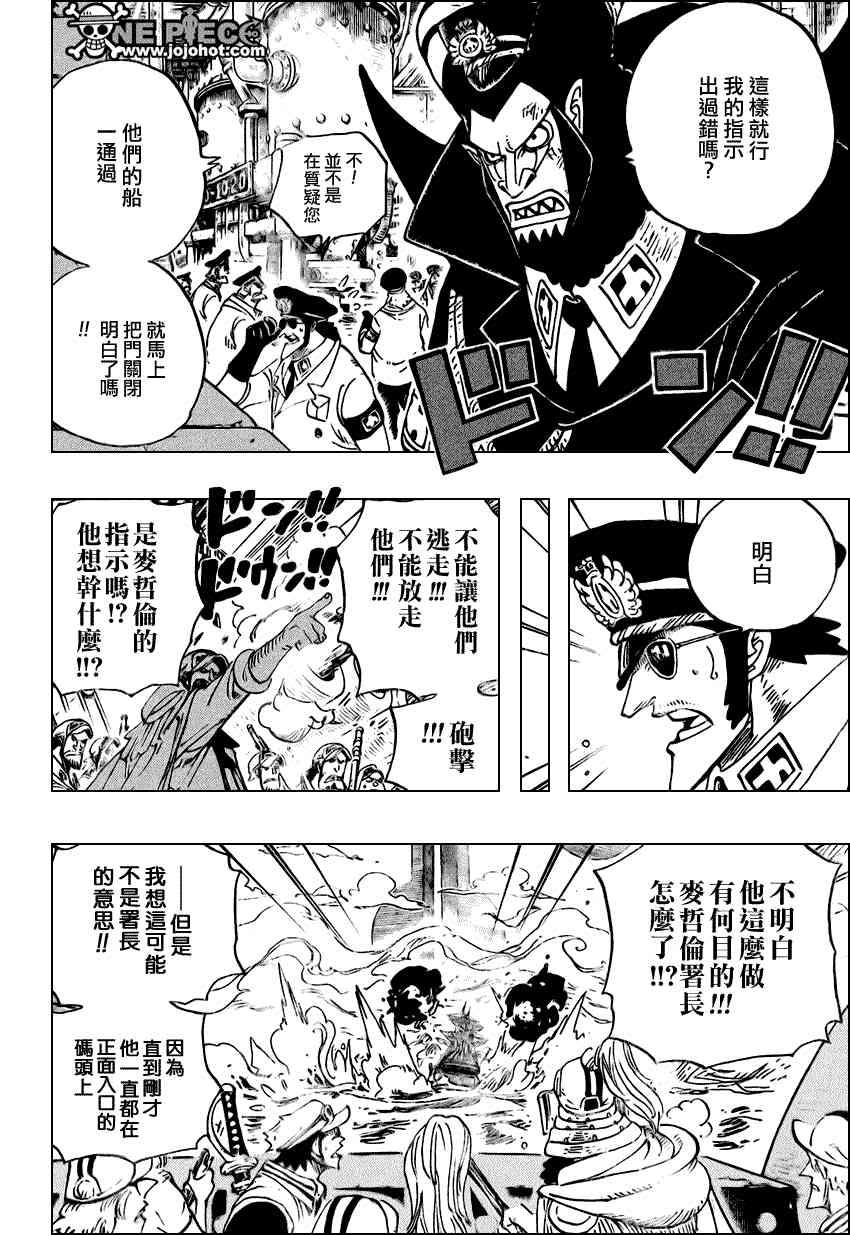 ONE PIECE
www.jojohot.com
這樣就行
我的指示
出過錯嗎？
不！
並不是
在質疑您
他們的船
一通過
就馬上
把門關閉
明白了嗎
!!
ドーン!!
明白
不能讓他們
逃走!!!
不能放走
他們!!!
砲擊
!!!
ドーン!!
ドウン!!
是麥哲倫的
指示嗎!?
他想幹什麼!!?
不明白
他這麼做
有何目的!!!
麥哲倫署長
怎麼了!!?
——但是
我想這可能
不是署長
的意思!!
因為
直到剛才
他一直都在
正面入口的
碼頭上